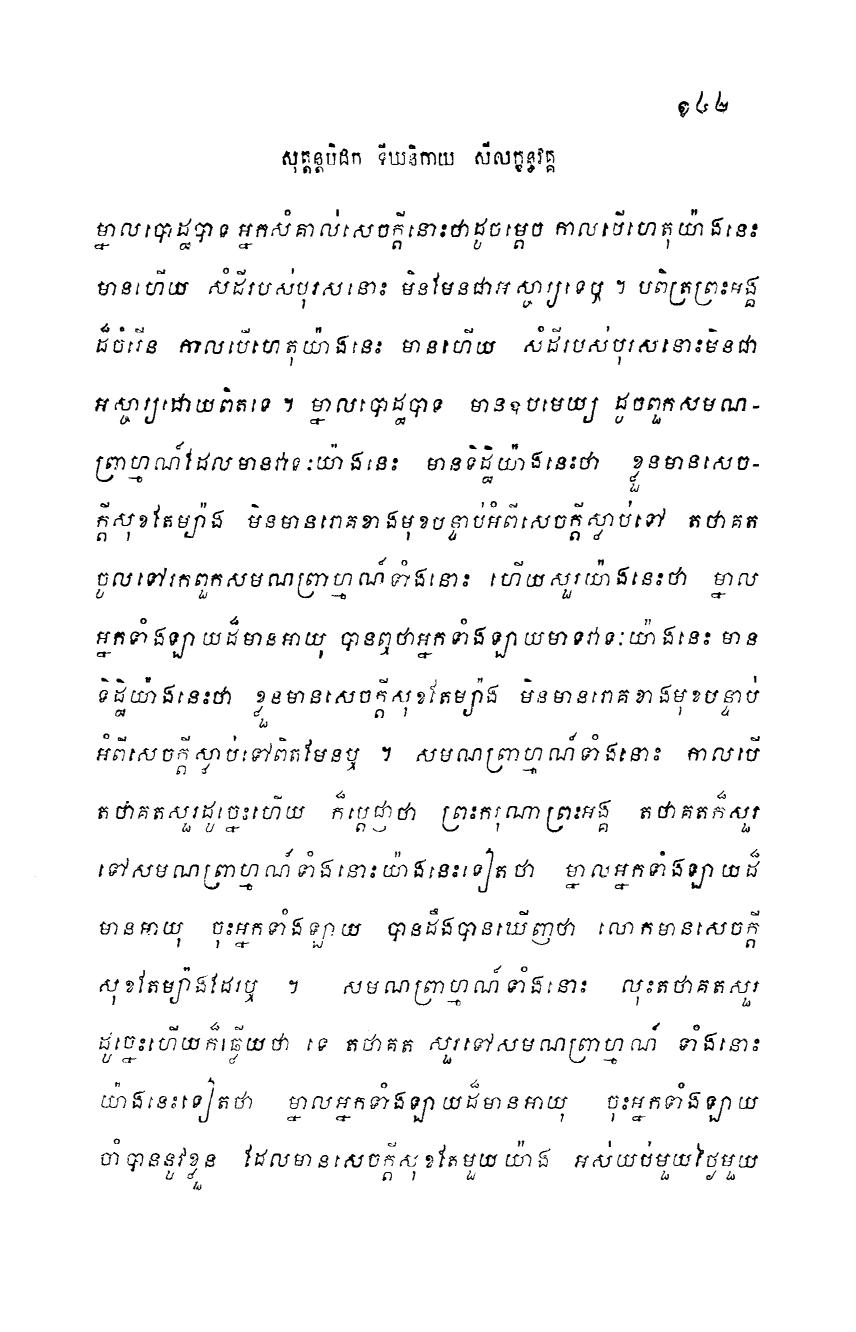 ១៤២
សុត្តន្តបិដក ទីឃនិកាយ សីលក្ខន្ធវគ្គ
ម្នាលបោដ្ឋបាទ អ្នកសំគាល់សេចក្តីនោះថាដូចម្តេច កាលបើហេតុយ៉ាងនេះ
មានហើយ សំដីរបស់បុរសនោះ មិនមែនជាអស្ចារ្យទេឬ ។ បពិត្រព្រះអង្គ
ដ៏ចំរើន កាលបើហេតុយ៉ាងនេះ មានហើយ សំដីរបស់បុរសនោះមិនជា
អស្ចារ្យដោយពិតទេ ។ ម្នាលបោដ្ឋបាទ មានឧបមេយ្យ ដូចពួកសមណ-
ព្រាហ្មណ៍ដែលមានវាទៈយ៉ាងនេះ មានទិដ្ឋិយ៉ាងនេះថា ខ្លួនមានសេច-
ក្តីសុខតែម្យ៉ាង មិនមានរោគខាងមុខបន្ទាប់អំពីសេចក្តីស្លាប់ទៅ តថាគត
ចូលទៅរកពួកសមណព្រាហ្មណ៍ទាំងនោះ ហើយសួរយ៉ាងនេះថា ម្នាល
អ្នកទាំងឡាយដ៏មានអាយុ បានឮថាអ្នកទាំងឡាយមានវាទៈយ៉ាងនេះ មាន
ទិដ្ឋិយ៉ាងនេះថា ខ្លួនមានសេចក្តីសុខតែម្យ៉ាង មិនមានរោគខាងមុខបន្ទាប់
អំពីសេចក្តីស្លាប់ទៅពិតមែនឬ ។ សមណព្រាហ្មណ៍ទាំងនោះ កាលបើ
តថាគតសួរដូច្នេះហើយ ក៏ប្តេជ្ញាថា ព្រះករុណាព្រះអង្គ តថាគតក៏សួរ
ទៅសមណព្រាហ្មណ៍ទាំងនោះយ៉ាងនេះទៀតថា ម្នាលអ្នកទាំងឡាយដ៏
មានអាយុ ចុះអ្នកទាំងឡាយ បានដឹងបានឃើញថា លោកមានសេចក្តី
សុខតែម្យ៉ាងដែរឬ ។ សមណព្រាហ្មណ៍ទាំងនោះ លុះតថាគតសួរ
ដូច្នេះហើយក៏ឆ្លើយថា ទេ តថាគត សួរទៅសមណព្រាហ្មណ៍ ទាំងនោះ
យ៉ាងនេះទៀតថា ម្នាលអ្នកទាំងឡាយដ៏មានអាយុ ចុះអ្នកទាំងឡាយ
ចាំបាននូវខ្លួន ដែលមានសេចក្តីសុខតែមួយយ៉ាង អស់យប់មួយថ្ងៃមួយ